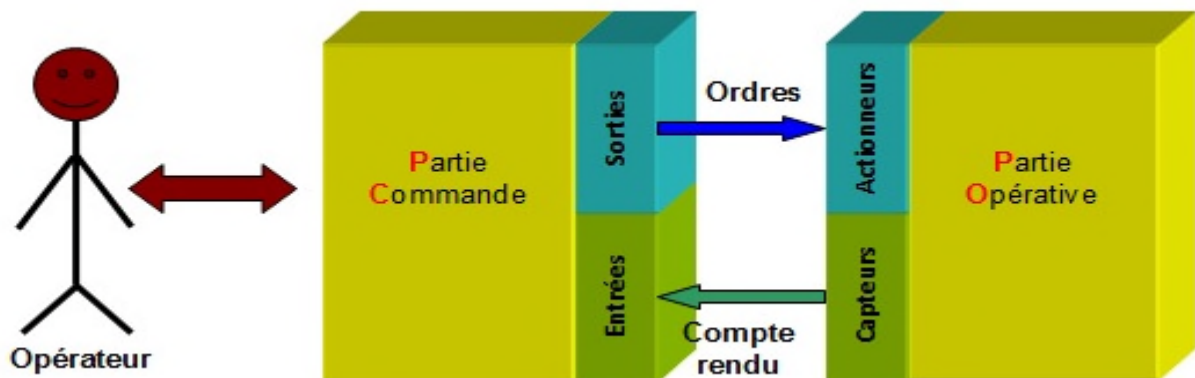 Opérateur
Partie
Commande
Sorties
Entrées
Ordres
Compte
rendu
Actionneurs
Capteurs
Partie
Opérative